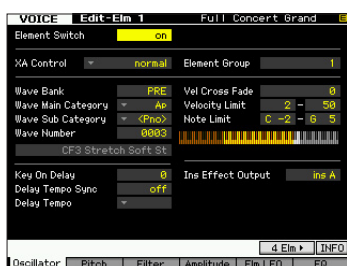 VOICE Edit-Elm 1 Full Concert Grand E
Element Switch on
XA Control normal Element Group 1
Wave Bank PRE Vel Cross Fade 0
Wave Main Category Ap Velocity Limit 2 - 50
Wave Sub Category <Pno> Note Limit C -2 - G 5
Wave Number 0003
CF3 Stretch Soft St
Key On Delay 0 Ins Effect Output ins A
Delay Tempo Sync off
Delay Tempo
4 Elm INFO
Oscillator Pitch Filter Amplitude Elm LFO EQ